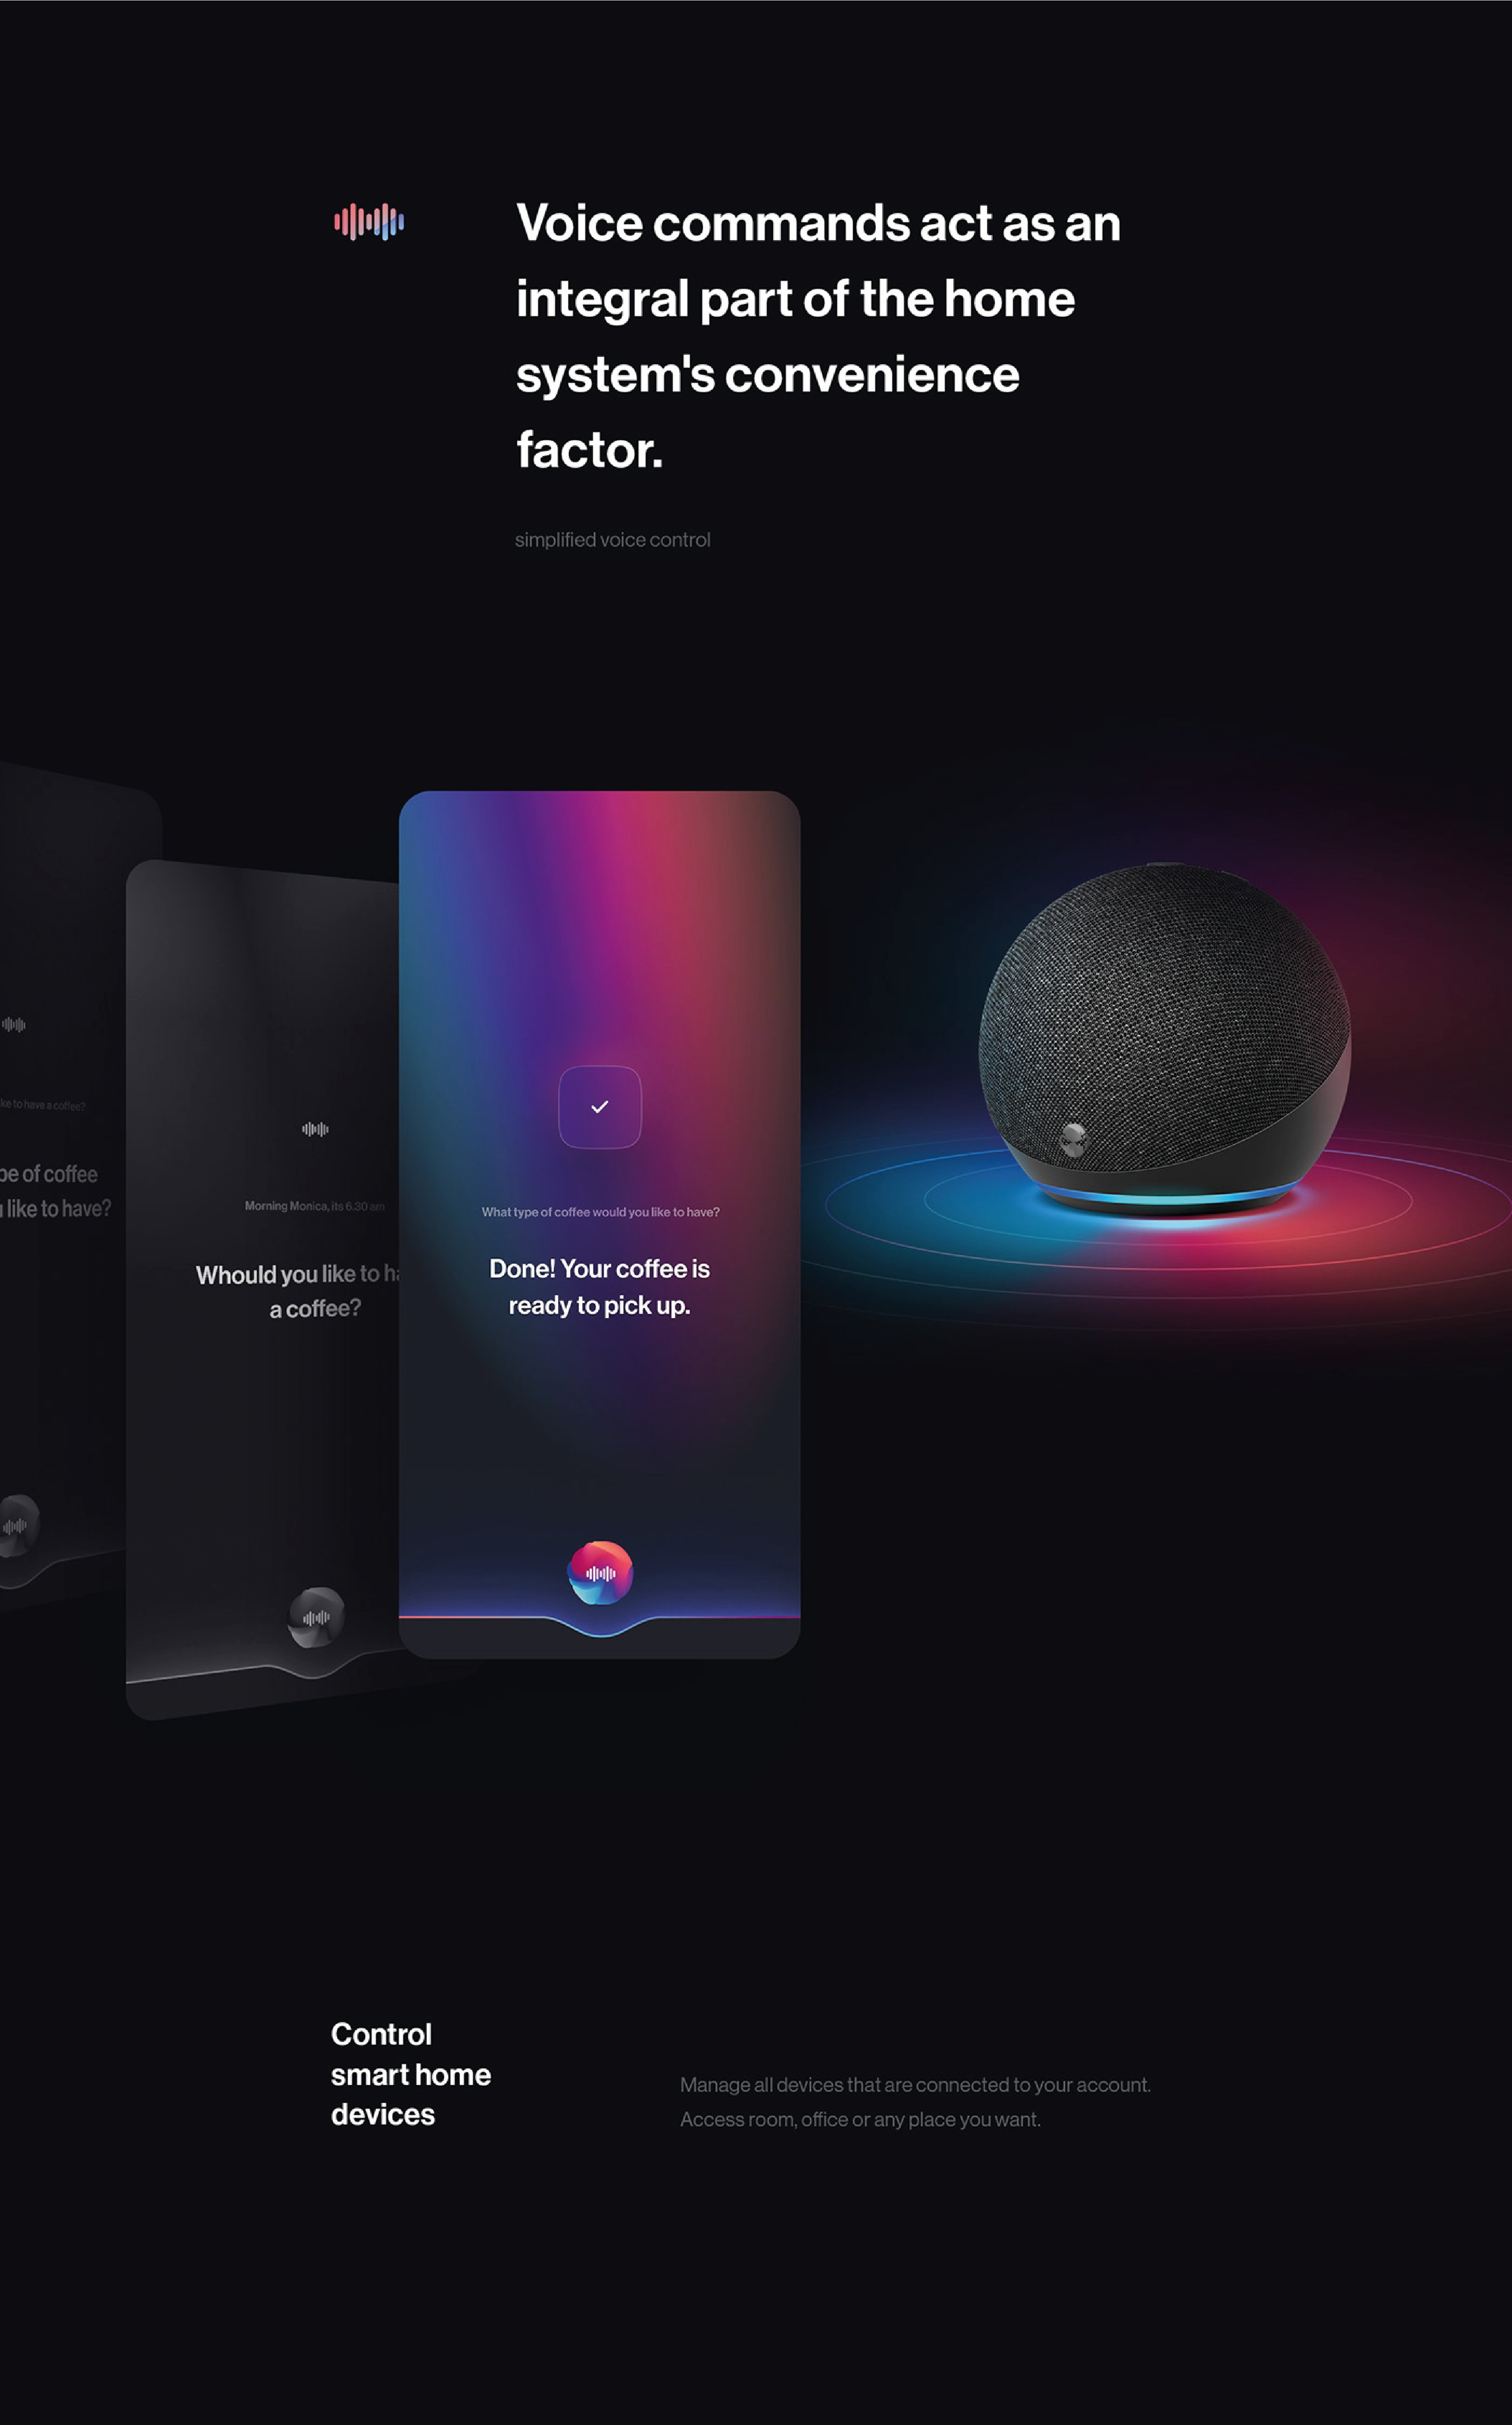 Voice commands act as an
integral part of the home
system's convenience
factor.
simplified voice control
like to have a coffee?
of coffee
like to have?
Morning Monica, its 6.30 am
Whould you like to
a coffee?
What type of coffee would you like to have?
Done! Your coffee is
ready to pick up.
Control
smart home
devices
Manage all devices that are connected to your account.
Access room, office or any place you want.